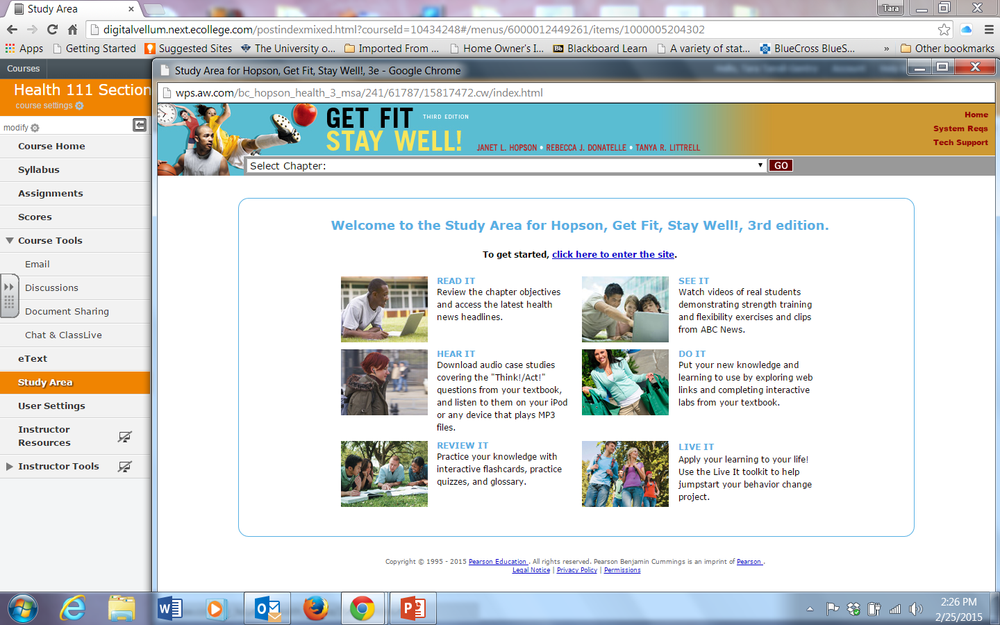 Study Area
Tara
digitalvellum.next.ecollege.com/postindexmixed.html?courseId=10434248#/menus/6000012449261/items/1000005204302
Apps Getting Started Suggested Sites The University o... Imported From ... Home Owner's I... Bb Blackboard Learn A variety of stat... BlueCross BlueS... » Other bookmarks
Courses
Health 111 Section
course settings
modify
Course Home
Syllabus
Assignments
Scores
Course Tools
Email
Discussions
Document Sharing
Chat & ClassLive
eText
Study Area
User Settings
Instructor
Resources
Instructor Tools
Study Area for Hopson, Get Fit, Stay Well!, 3e - Google Chrome
wps.aw.com/bc_hopson_health_3_msa/241/61787/15817472.cw/index.html
GET FIT THIRD EDITION
STAY WELL! JANET L. HOPSON • REBECCA J. DONATELLE • TANYA R. LITTRELL
Home
System Reqs
Tech Support
Select Chapter: GO
Welcome to the Study Area for Hopson, Get Fit, Stay Well!, 3rd edition.
To get started, click here to enter the site.
READ IT
Review the chapter objectives
and access the latest health
news headlines.
SEE IT
Watch videos of real students
demonstrating strength training
and flexibility exercises and clips
from ABC News.
HEAR IT
Download audio case studies
covering the "Think!/Act!"
questions from your textbook,
and listen to them on your iPod
or any device that plays MP3
files.
DO IT
Put your new knowledge and
learning to use by exploring web
links and completing interactive
labs from your textbook.
REVIEW IT
Practice your knowledge with
interactive flashcards, practice
quizzes, and glossary.
LIVE IT
Apply your learning to your life!
Use the Live It toolkit to help
jumpstart your behavior change
project.
Copyright © 1995 - 2015 Pearson Education . All rights reserved. Pearson Benjamin Cummings is an imprint of Pearson .
Legal Notice | Privacy Policy | Permissions
2:26 PM
2/25/2015